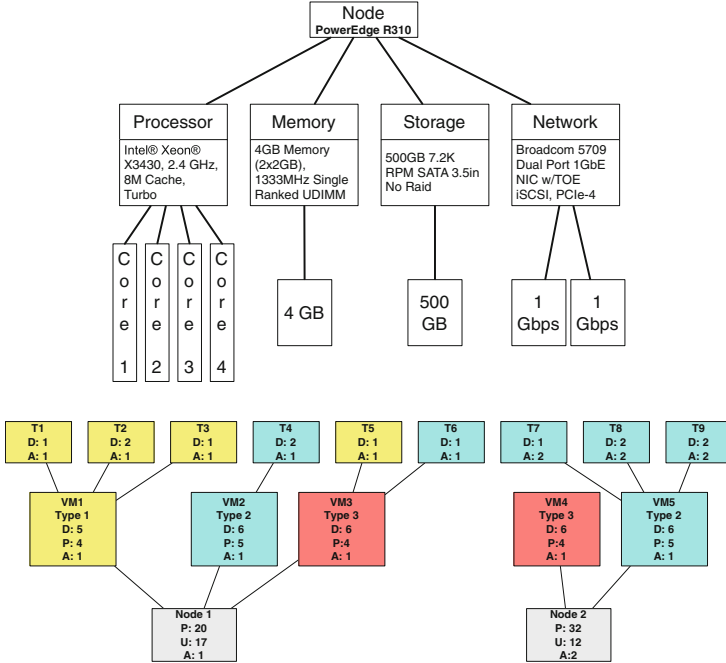 Node
PowerEdge R310
Processor
Intel® Xeon®
X3430, 2.4 GHz,
8M Cache,
Turbo
Memory
4GB Memory
(2x2GB),
1333MHz Single
Ranked UDIMM
Storage
500GB 7.2K
RPM SATA 3.5in
No Raid
Network
Broadcom 5709
Dual Port 1GbE
NIC w/TOE
iSCSI, PCIe-4
Core 1
Core 2
Core 3
Core 4
4 GB
500
GB
1
Gbps
1
Gbps
T1
D: 1
A: 1
T2
D: 2
A: 1
T3
D: 1
A: 1
T4
D: 2
A: 1
T5
D: 1
A: 1
T6
D: 1
A: 1
T7
D: 1
A: 2
T8
D: 2
A: 2
T9
D: 2
A: 2
VM1
Type 1
D: 5
P: 4
A: 1
VM2
Type 2
D: 6
P: 5
A: 1
VM3
Type 3
D: 6
P:4
A: 1
VM4
Type 3
D: 6
P:4
A: 1
VM5
Type 2
D: 6
P: 5
A: 1
Node 1
P: 20
U: 17
A: 1
Node 2
P: 32
U: 12
A:2